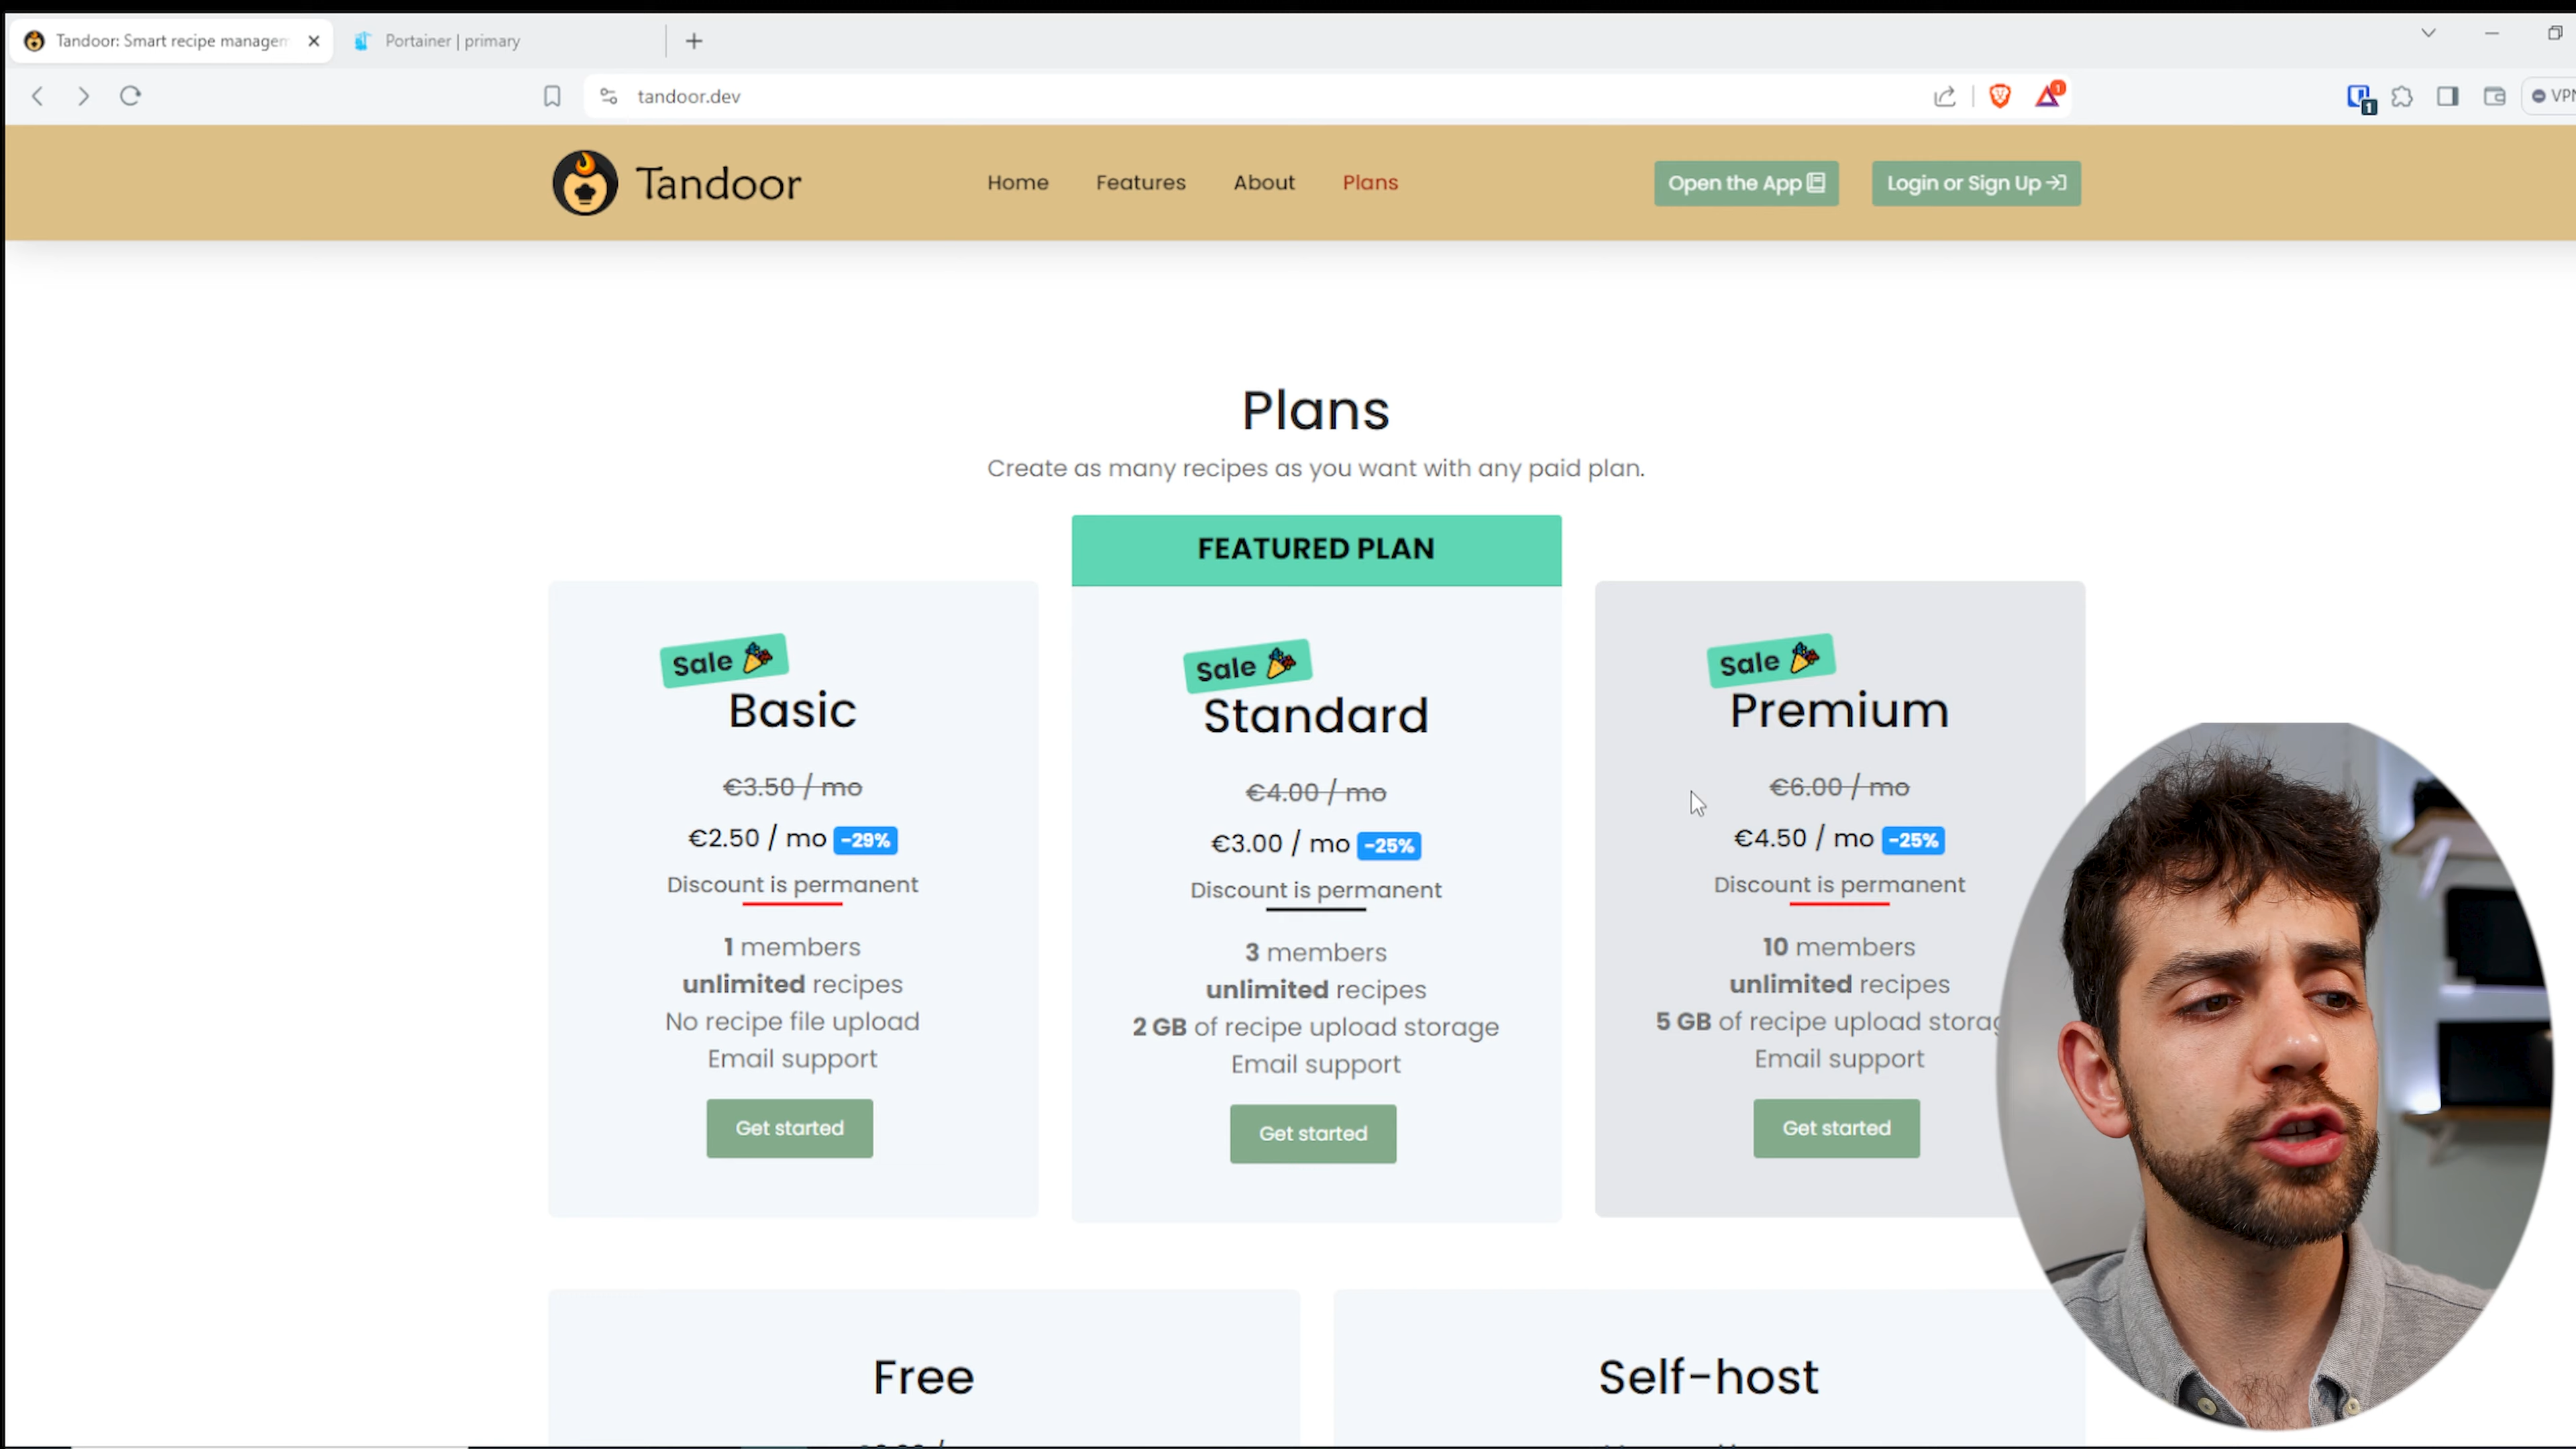 Tandoor: Smart recipe managem
Portainer | primary
tandoor.dev
1
1
VPN
Tandoor
Home
Features
About
Plans
Open the App
Login or Sign Up
Plans
Create as many recipes as you want with any paid plan.
FEATURED PLAN
Sale
Basic
€3.50 / mo
€2.50 / mo -29%
Discount is permanent
1 members
unlimited recipes
No recipe file upload
Email support
Get started
Sale
Standard
€4.00 / mo
€3.00 / mo -25%
Discount is permanent
3 members
unlimited recipes
2 GB of recipe upload storage
Email support
Get started
Sale
Premium
€6.00 / mo
€4.50 / mo -25%
Discount is permanent
10 members
unlimited recipes
5 GB of recipe upload storag
Email support
Get started
Free
Self-host